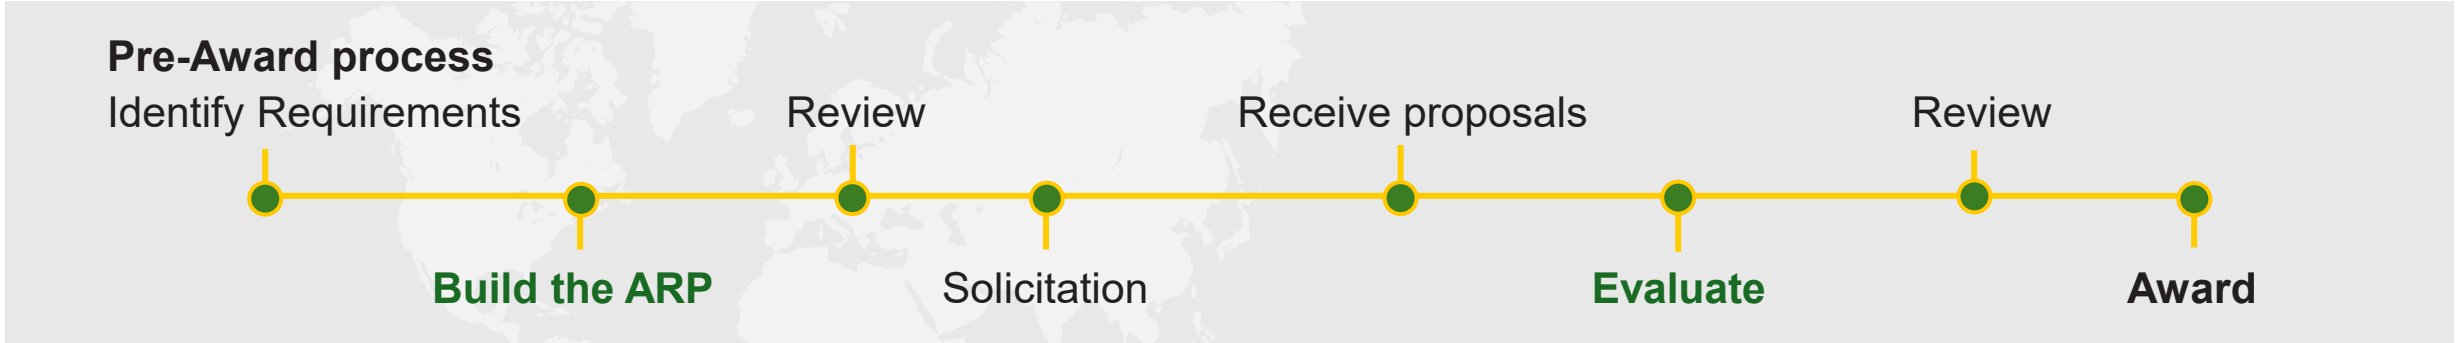 Pre-Award process
Identify Requirements
Build the ARP
Review
Solicitation
Receive proposals
Evaluate
Review
Award